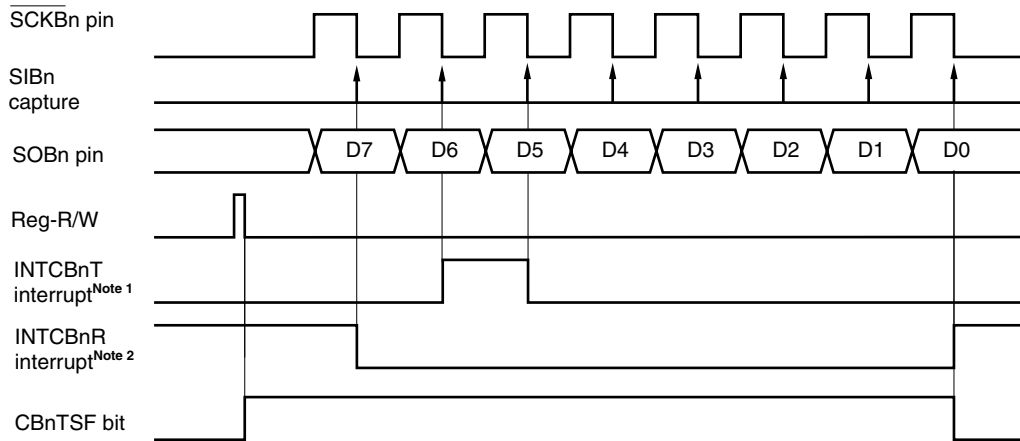 SCKBn pin
SIBn
capture
SOBn pin
D7 D6 D5 D4 D3 D2 D1 D0
Reg-R/W
INTCBnT
interruptNote 1
INTCBnR
interruptNote 2
CBnTSF bit